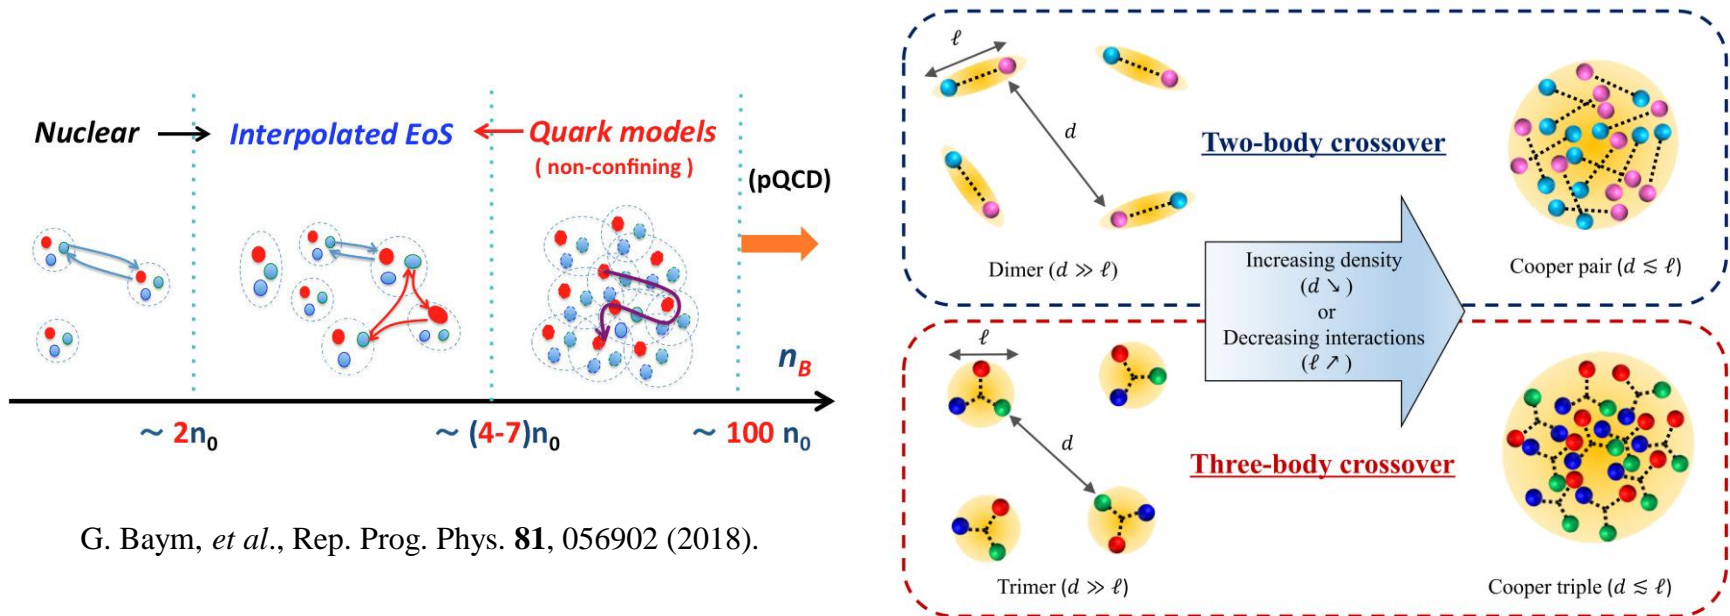 Nuclear
Interpolated EoS
Quark models
( non-confining )
(pQCD)
n_B
~ 2n₀
~ (4-7)n₀
~ 100 n₀
G. Baym, et al., Rep. Prog. Phys. 81, 056902 (2018).
ℓ
d
Dimer (d ≫ ℓ)
Two-body crossover
Cooper pair (d ≲ ℓ)
Increasing density
(d ↘ )
or
Decreasing interactions
(ℓ ↗ )
ℓ
d
Trimer (d ≫ ℓ)
Three-body crossover
Cooper triple (d ≲ ℓ)